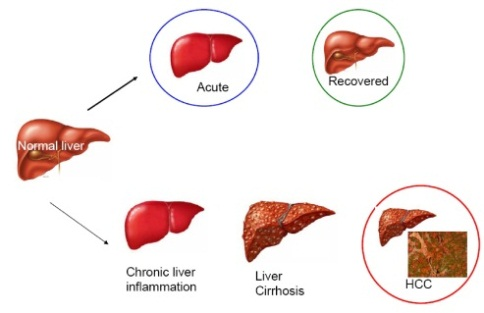 Acute
Recovered
Normal liver
Chronic liver
inflammation
Liver
Cirrhosis
HCC